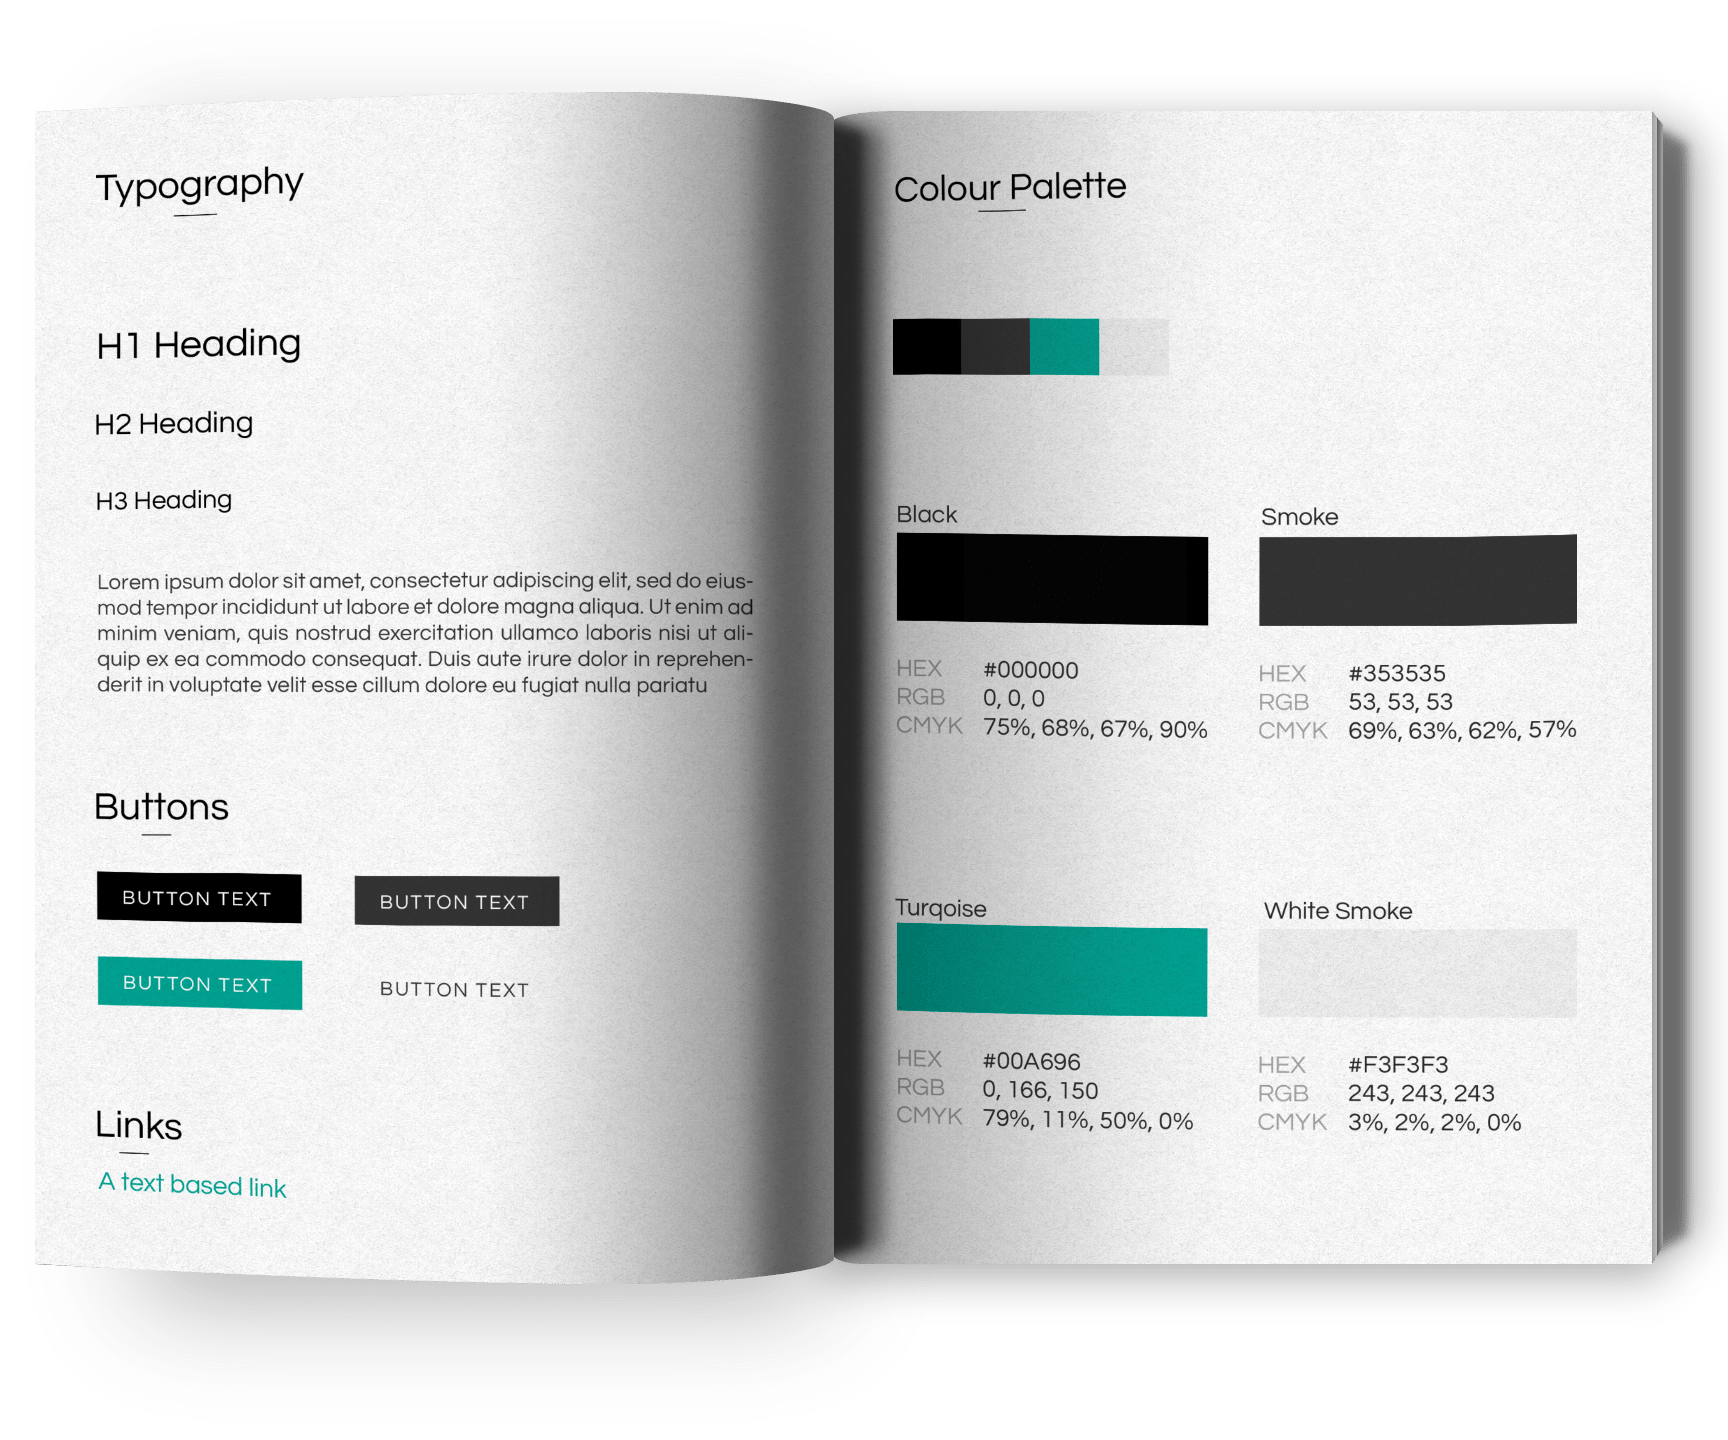 Typography
H1 Heading
H2 Heading
H3 Heading
Lorem ipsum dolor sit amet, consectetur adipiscing elit, sed do eius-
mod tempor incididunt ut labore et dolore magna aliqua. Ut enim ad
minim veniam, quis nostrud exercitation ullamco laboris nisi ut ali-
quip ex ea commodo consequat. Duis aute irure dolor in reprehen-
derit in voluptate velit esse cillum dolore eu fugiat nulla pariatu
Buttons
BUTTON TEXT
BUTTON TEXT
BUTTON TEXT
BUTTON TEXT
Links
A text based link
Colour Palette
Black
HEX #000000
RGB 0, 0, 0
CMYK 75%, 68%, 67%, 90%
Smoke
HEX #353535
RGB 53, 53, 53
CMYK 69%, 63%, 62%, 57%
Turqoise
HEX #00A696
RGB 0, 166, 150
CMYK 79%, 11%, 50%, 0%
White Smoke
HEX #F3F3F3
RGB 243, 243, 243
CMYK 3%, 2%, 2%, 0%